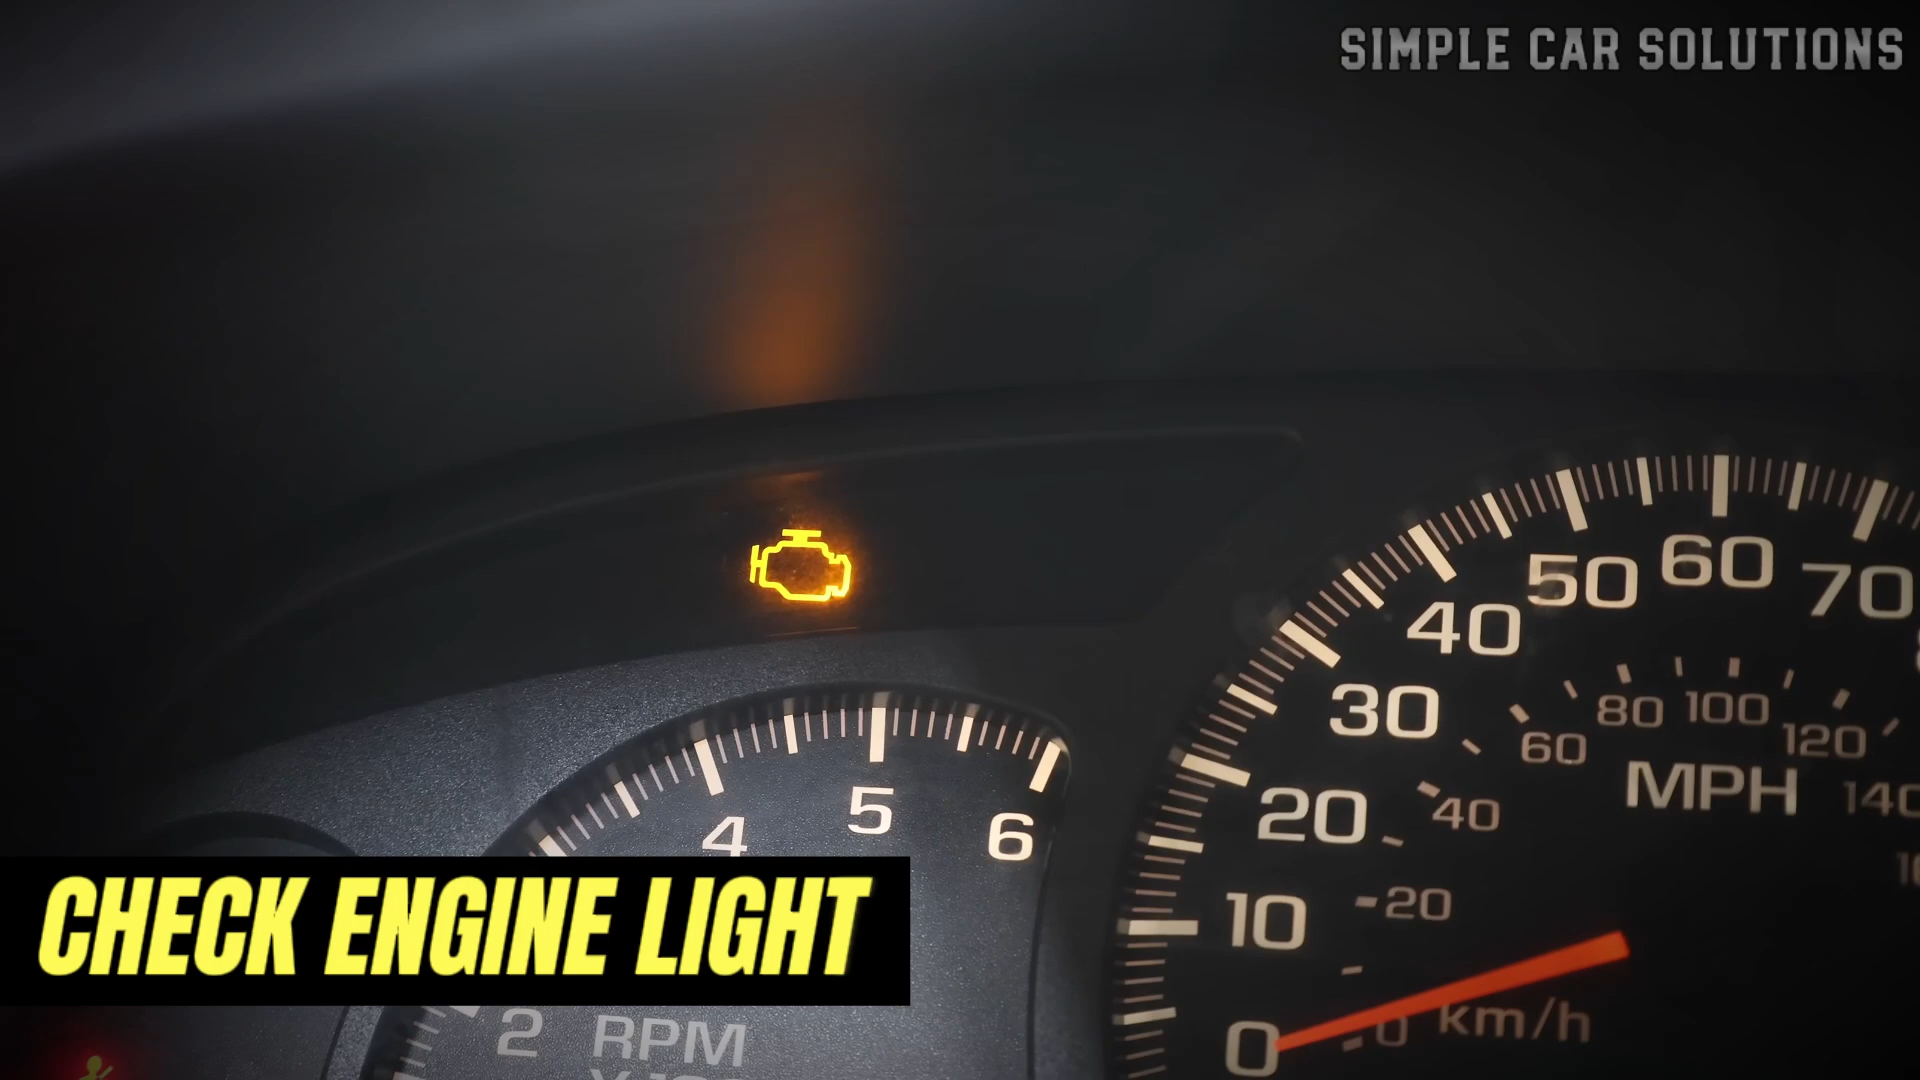 SIMPLE CAR SOLUTIONS
50 60 70
40
30
80 100
60 120
MPH 140
20 40
5
4 6
10 20
CHECK ENGINE LIGHT
0 0 km/h
2 RPM